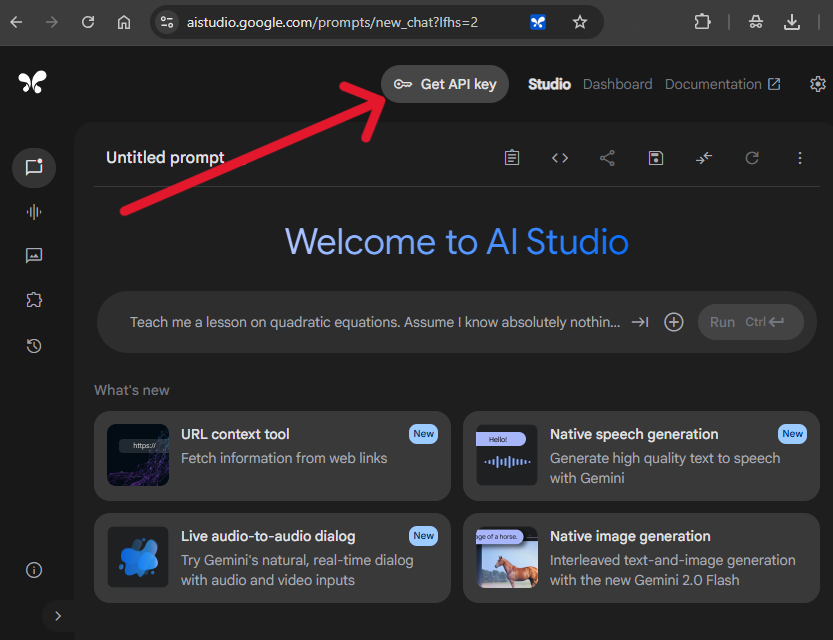 aistudio.google.com/prompts/new_chat?lfhs=2
Get API key
Studio
Dashboard
Documentation
Untitled prompt
Welcome to AI Studio
Teach me a lesson on quadratic equations. Assume I know absolutely nothin...
Run Ctrl
What's new
URL context tool
New
Fetch information from web links
https://
Native speech generation
New
Generate high quality text to speech
with Gemini
Hello!
Live audio-to-audio dialog
New
Try Gemini's natural, real-time dialog
with audio and video inputs
Native image generation
Interleaved text-and-image generation
with the new Gemini 2.0 Flash
ge of a horse.